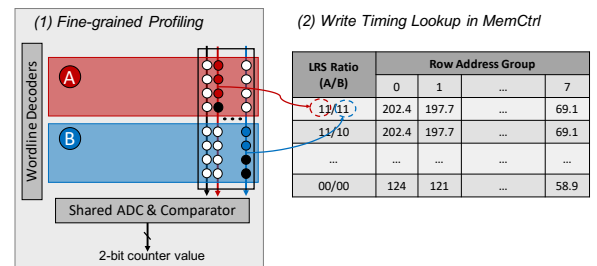 (1) Fine-grained Profiling
(2) Write Timing Lookup in MemCtrl
Wordline Decoders
A
B
Shared ADC & Comparator
2-bit counter value
LRS Ratio (A/B) Row Address Group
0 1 ... 7
11/11 202.4 197.7 ... 69.1
11/10 202.4 197.7 ... 69.1
... ... ... ... ...
00/00 124 121 ... 58.9